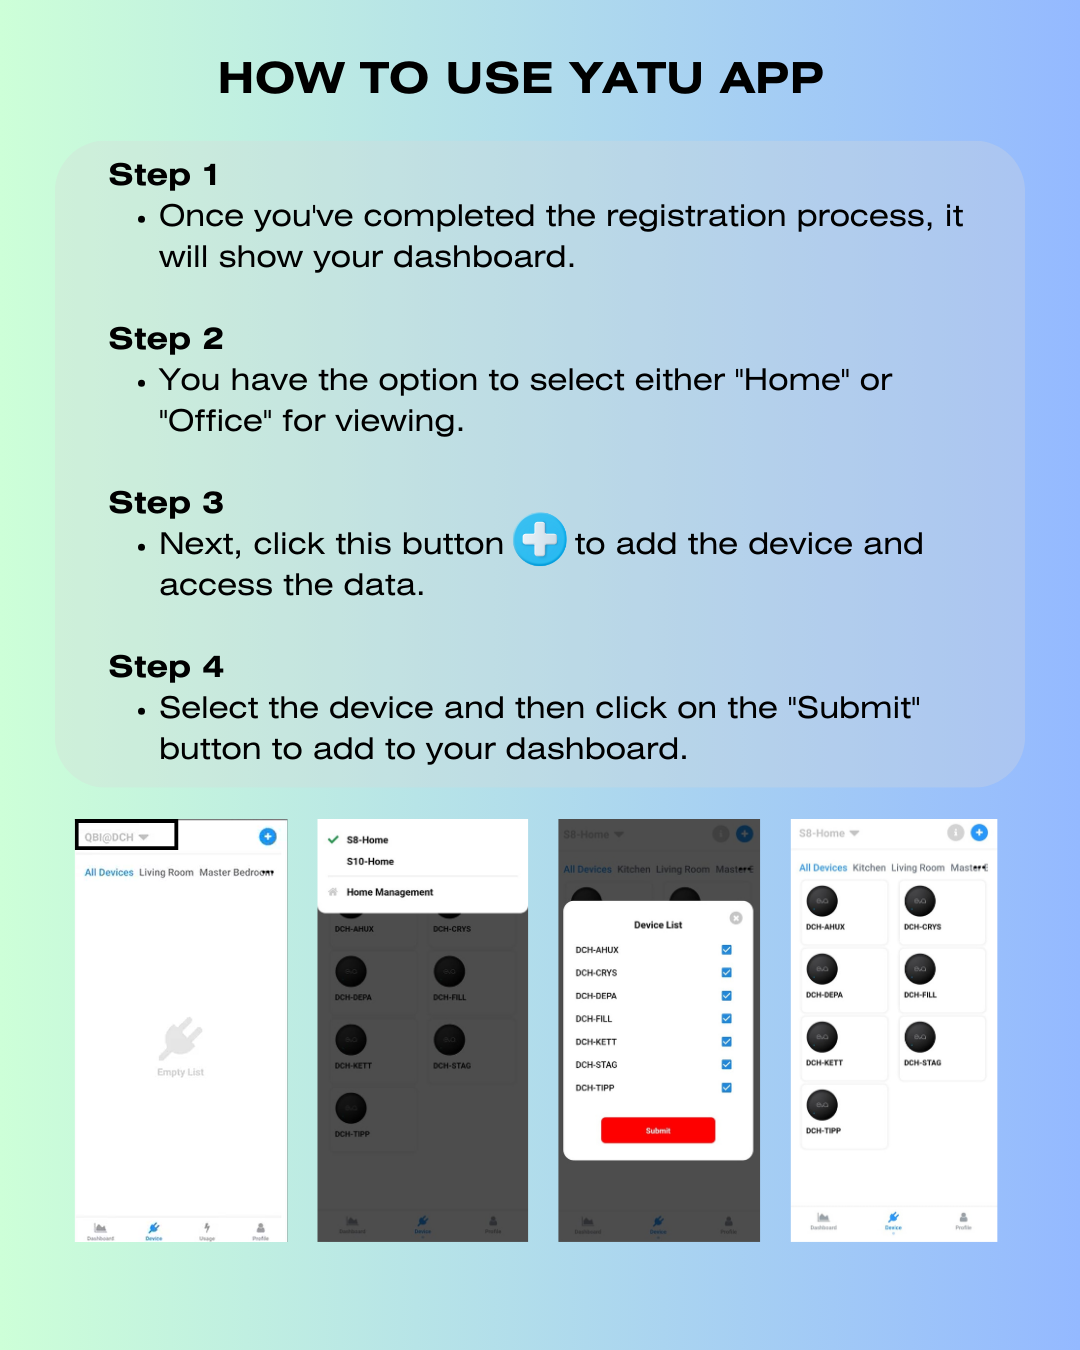 HOW TO USE YATU APP
Step 1
• Once you've completed the registration process, it
will show your dashboard.
Step 2
• You have the option to select either "Home" or
"Office" for viewing.
Step 3
• Next, click this button to add the device and
access the data.
Step 4
• Select the device and then click on the "Submit"
button to add to your dashboard.
QBI@DCH
All Devices Living Room Master Bedroom
Empty List
Dashboard Device Usage Profile
S8-Home
S10-Home
Home Management
DCH-AHUX DCH-CRYS
DCH-DEPA DCH-FILL
DCH-KETT DCH-STAG
DCH-TIPP
Dashboard Device Profile
S8-Home
All Devices Kitchen Living Room Master
Device List
DCH-AHUX
DCH-CRYS
DCH-DEPA
DCH-FILL
DCH-KETT
DCH-STAG
DCH-TIPP
Submit
Dashboard Device Profile
S8-Home
All Devices Kitchen Living Room Master
DCH-AHUX DCH-CRYS
DCH-DEPA DCH-FILL
DCH-KETT DCH-STAG
DCH-TIPP
Dashboard Device Profile